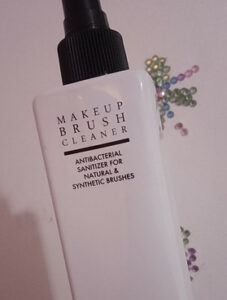 MAKEUP
BRUSH
CLEANER
ANTIBACTERIAL
SANITIZER FOR
NATURAL &
SYNTHETIC BRUSHES